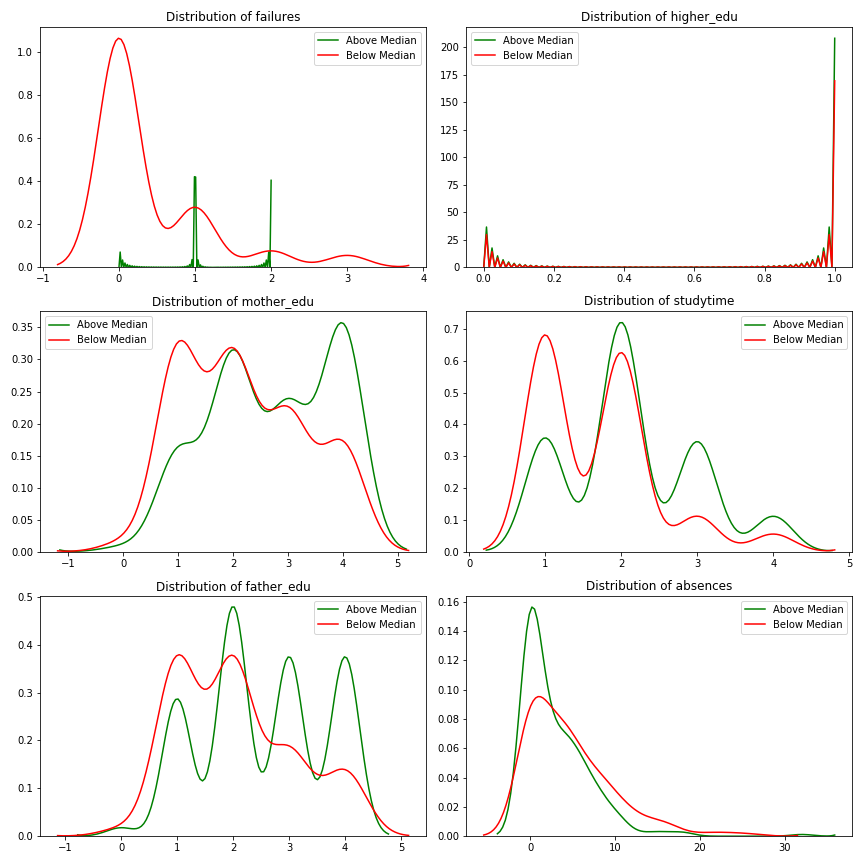 Distribution of failures
Above Median
Below Median
1.0
0.8
0.6
0.4
0.2
0.0
−1 0 1 2 3 4
Distribution of higher_edu
Above Median
Below Median
200
175
150
125
100
75
50
25
0
0.0 0.2 0.4 0.6 0.8 1.0
Distribution of mother_edu
Above Median
Below Median
0.35
0.30
0.25
0.20
0.15
0.10
0.05
0.00
−1 0 1 2 3 4 5
Distribution of studytime
Above Median
Below Median
0.7
0.6
0.5
0.4
0.3
0.2
0.1
0.0
0 1 2 3 4 5
Distribution of father_edu
Above Median
Below Median
0.5
0.4
0.3
0.2
0.1
0.0
−1 0 1 2 3 4 5
Distribution of absences
Above Median
Below Median
0.16
0.14
0.12
0.10
0.08
0.06
0.04
0.02
0.00
0 10 20 30